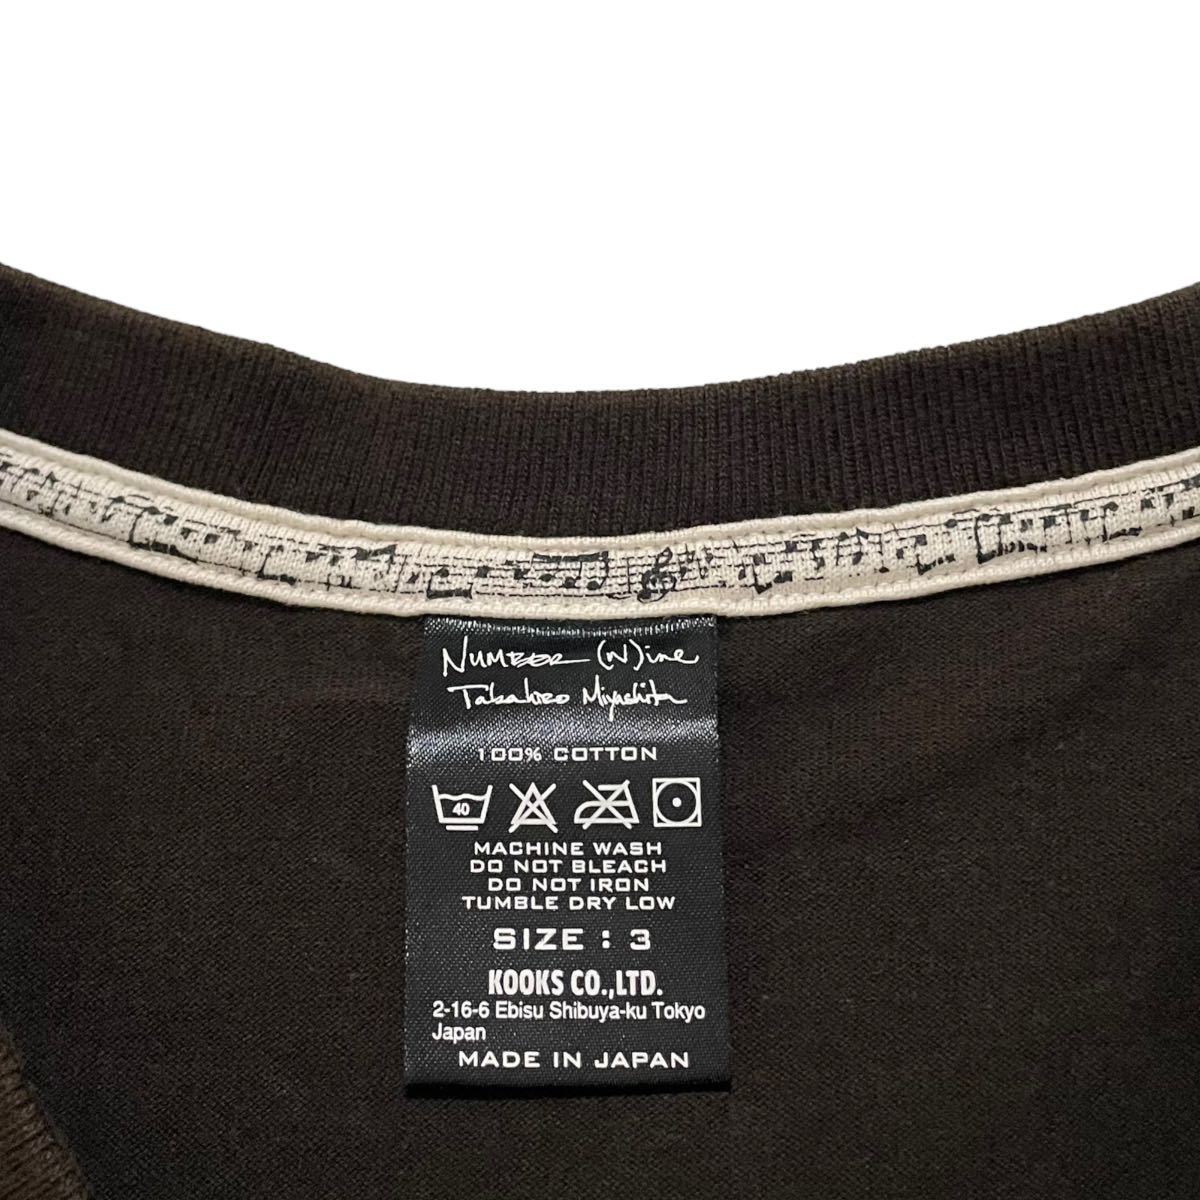 NUMBER (N)ine
Takahiro Miyashita
100% COTTON
40
MACHINE WASH
DO NOT BLEACH
DO NOT IRON
TUMBLE DRY LOW
SIZE : 3
KOOKS CO.,LTD.
2-16-6 Ebisu Shibuya-ku Tokyo
Japan
MADE IN JAPAN